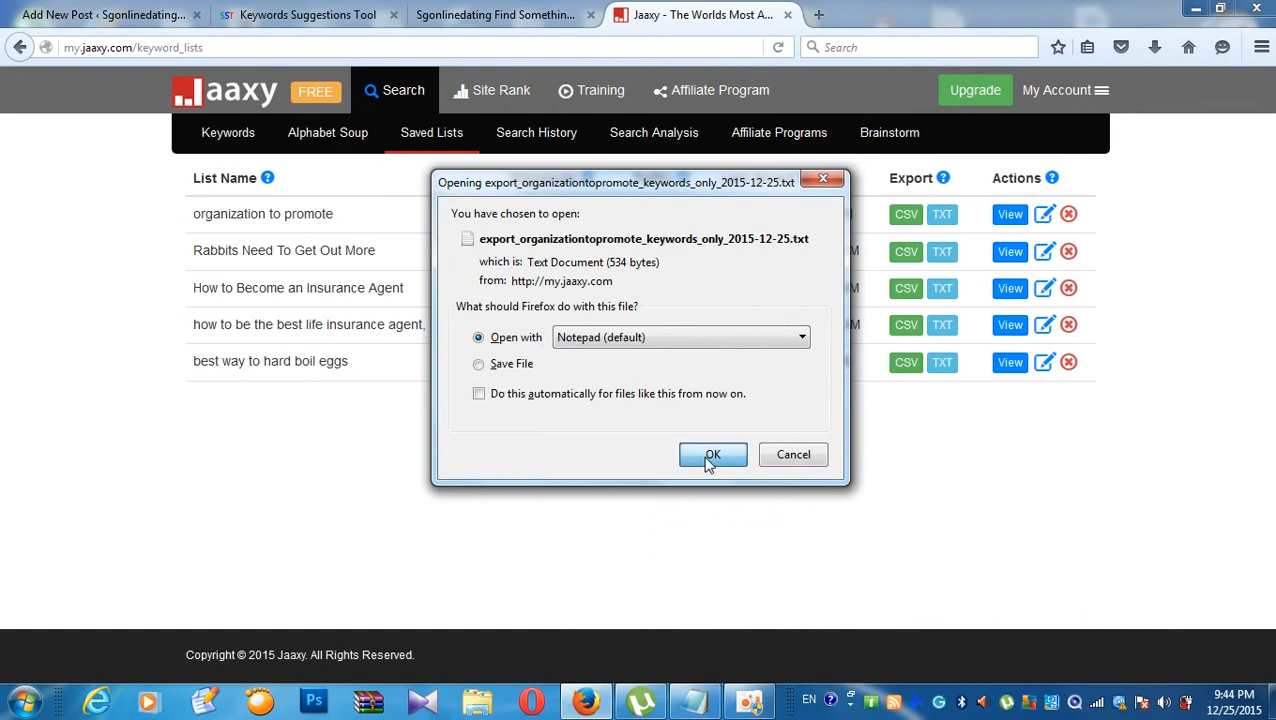 Add New Post < Sgonlinedating...
SST Keywords Suggestions Tool
Sgonlinedating Find Somethin...
Jaaxy - The Worlds Most A...
my.jaaxy.com/keyword_lists
Search
Jaaxy FREE Search Site Rank Training Affiliate Program Upgrade My Account
Keywords Alphabet Soup Saved Lists Search History Search Analysis Affiliate Programs Brainstorm
List Name ? Export ? Actions ?
organization to promote CSV TXT View
Rabbits Need To Get Out More M CSV TXT View
How to Become an Insurance Agent CSV TXT View
how to be the best life insurance agent, M CSV TXT View
best way to hard boil eggs CSV TXT View
Opening export_organizationtopromote_keywords_only_2015-12-25.txt
You have chosen to open:
export_organizationtopromote_keywords_only_2015-12-25.txt
which is: Text Document (534 bytes)
from: http://my.jaaxy.com
What should Firefox do with this file?
Open with Notepad (default)
Save File
Do this automatically for files like this from now on.
OK Cancel
Copyright © 2015 Jaaxy. All Rights Reserved.
Ps
EN
9:44 PM
12/25/2015